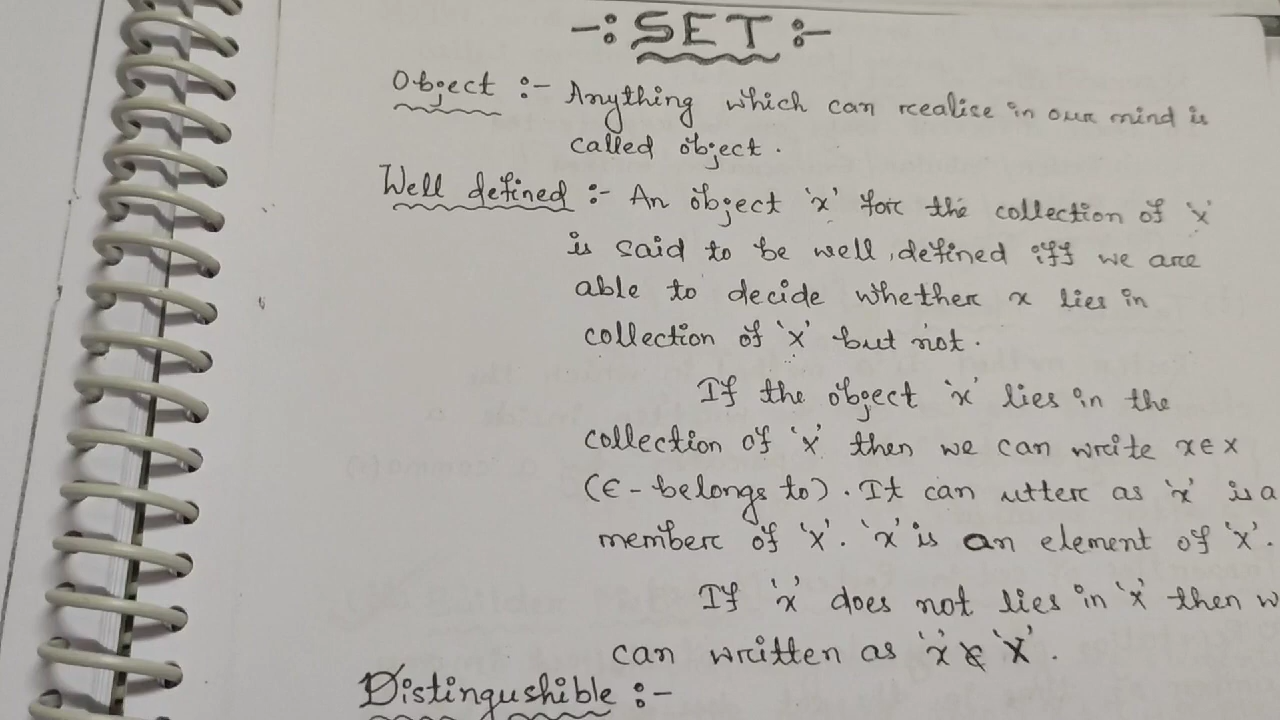 -: SET :-
Object :- Anything which can realise in our mind is
called object.
Well defined :- An object 'x' for the collection of 'X'
is said to be well defined iff we are
able to decide whether x lies in
collection of 'X' but not.
If the object 'x' lies in the
collection of 'X' then we can write x∈X
(∈ - belongs to). It can utter as 'x' is a
member of 'X'. 'x' is an element of 'X'.
If 'x' does not lies in 'X' then w
can written as 'x' ∉ 'X'.
Distingushible :-